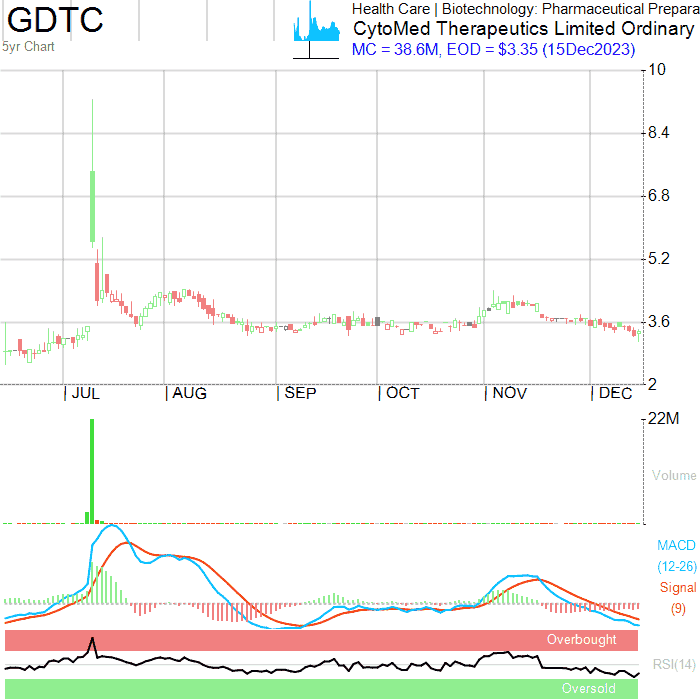 GDTC
5yr Chart
Health Care | Biotechnology: Pharmaceutical Prepara
CytoMed Therapeutics Limited Ordinary
MC = 38.6M, EOD = $3.35 (15Dec2023)
10
8.4
6.8
5.2
3.6
2
JUL AUG SEP OCT NOV DEC
22M
Volume
MACD
(12-26)
Signal
(9)
Overbought
RSI(14)
Oversold